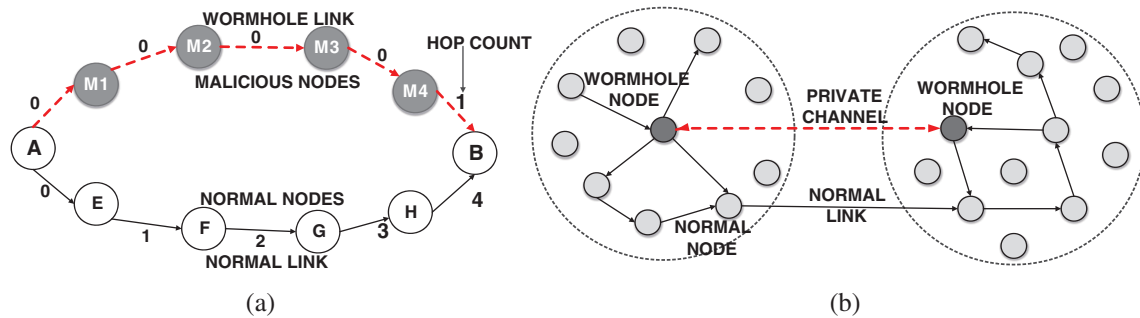 WORMHOLE LINK
0
0
0
0
1
M1
M2
M3
M4
MALICIOUS NODES
HOP COUNT
A
B
0
E
1
F
2
G
3
H
4
NORMAL NODES
NORMAL LINK
(a)
WORMHOLE
NODE
PRIVATE
CHANNEL
WORMHOLE
NODE
NORMAL
LINK
NORMAL
NODE
(b)